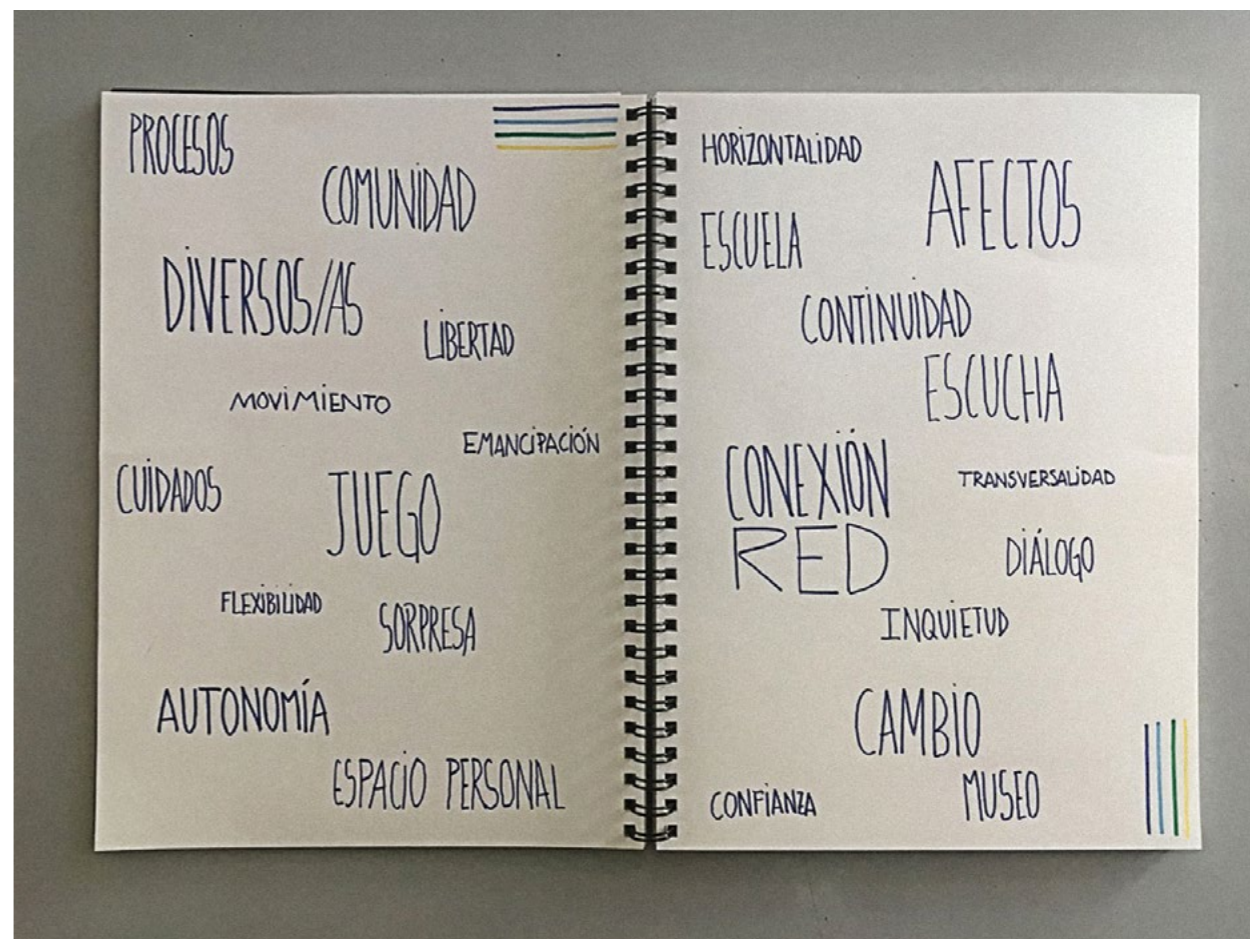 PROCESOS
COMUNIDAD
DIVERSOS/AS
LIBERTAD
MOVIMIENTO
EMANCIPACIÓN
CUIDADOS
JUEGO
FLEXIBILIDAD
SORPRESA
AUTONOMÍA
ESPACIO PERSONAL
HORIZONTALIDAD
AFECTOS
ESCUELA
CONTINUIDAD
ESCUCHA
CONEXIÓN
TRANSVERSALIDAD
RED
DIÁLOGO
INQUIETUD
CAMBIO
CONFIANZA
MUSEO